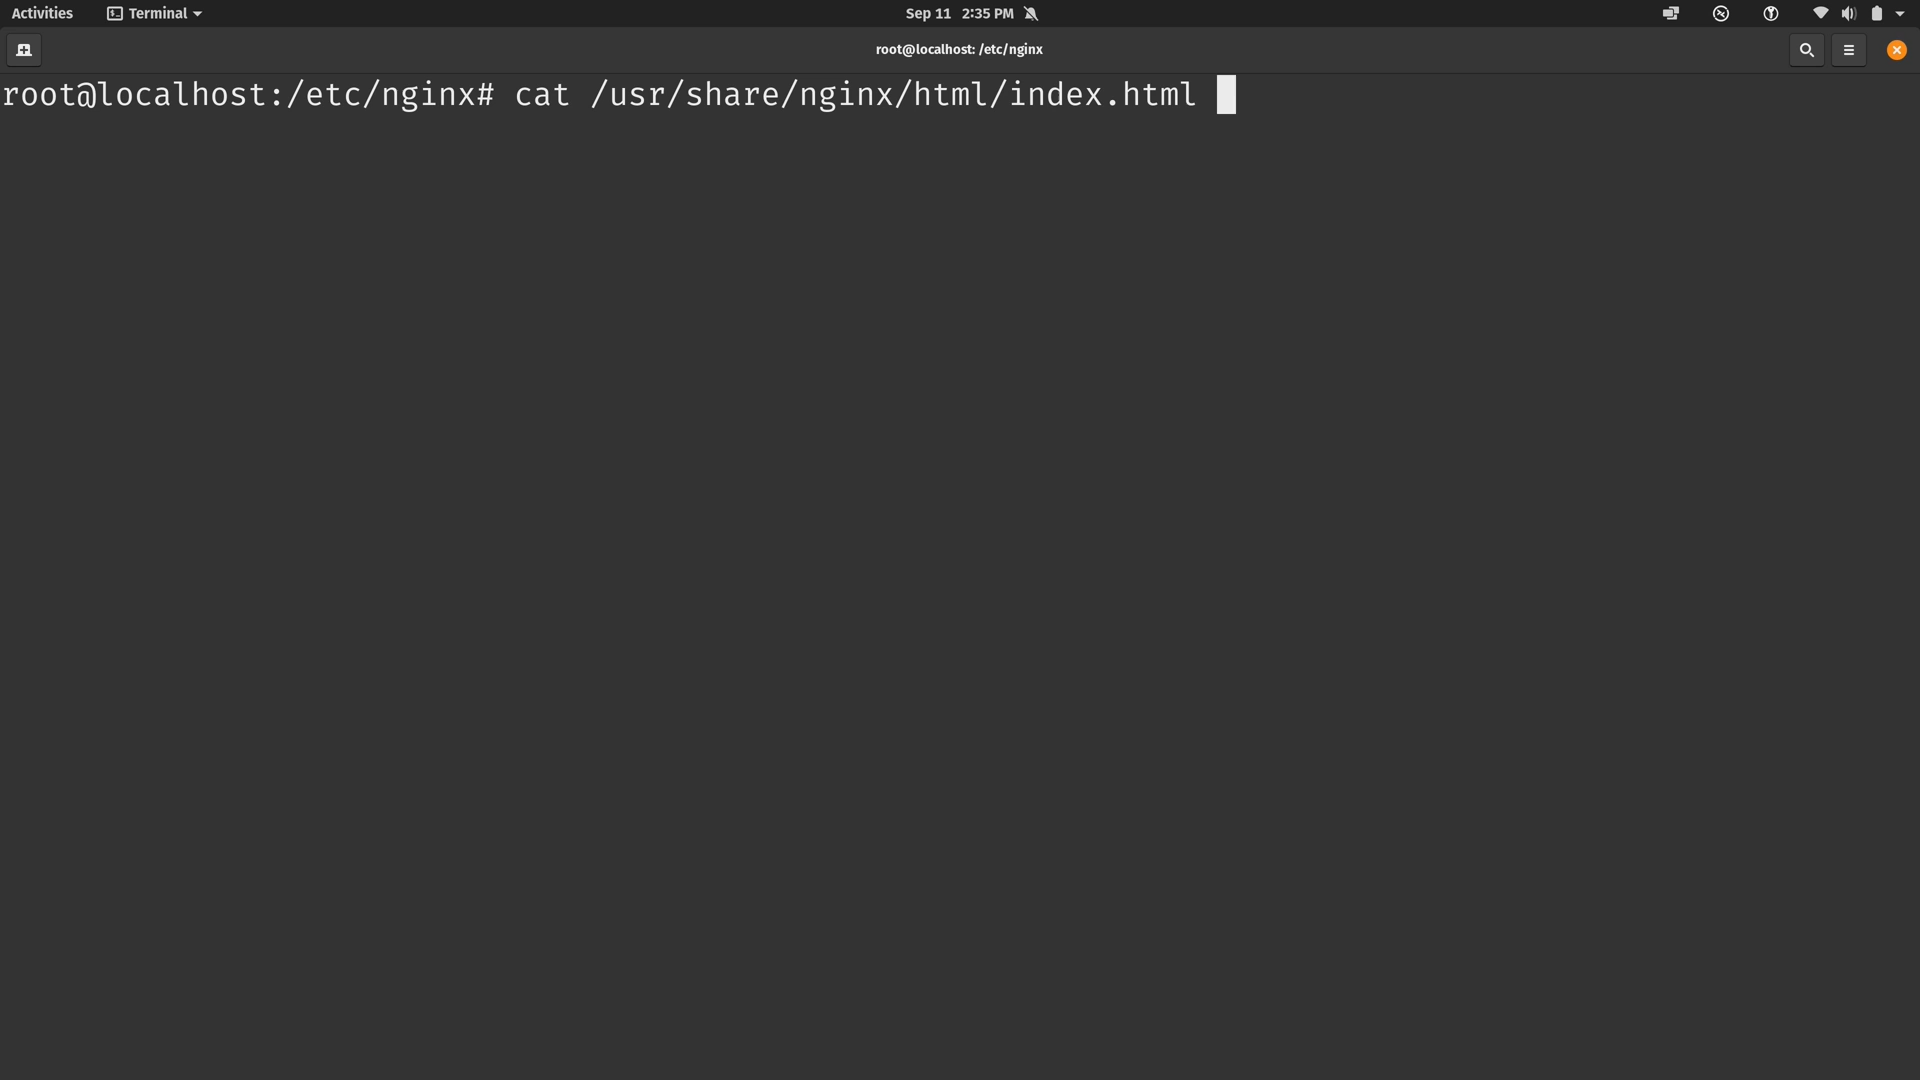 Activities Terminal Sep 11 2:35 PM
root@localhost: /etc/nginx
root@localhost:/etc/nginx# cat /usr/share/nginx/html/index.html